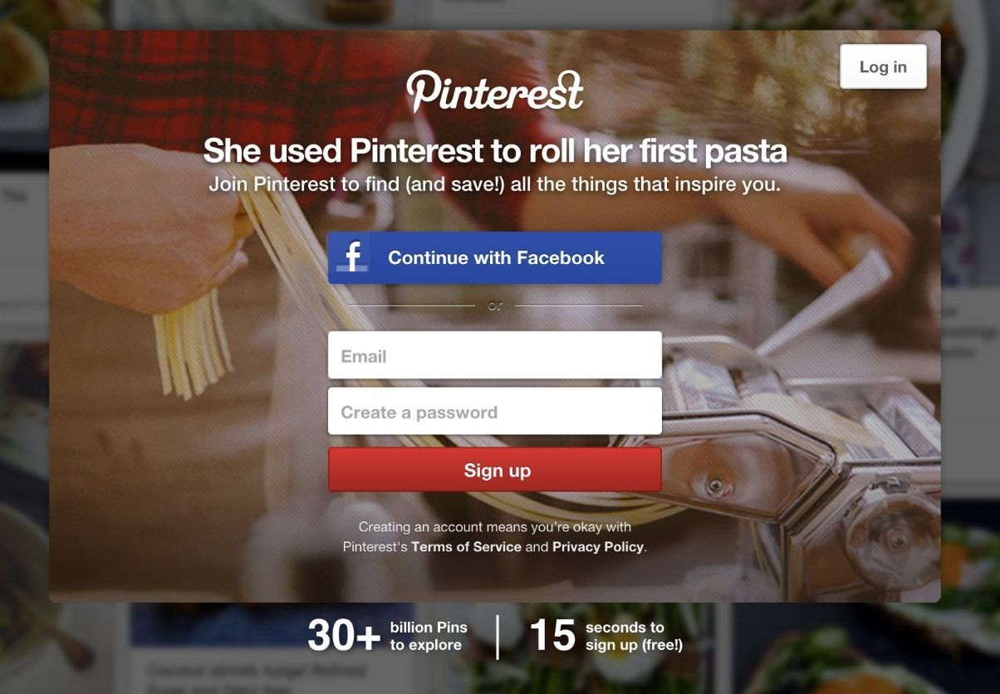 Log in
Pinterest
She used Pinterest to roll her first pasta
Join Pinterest to find (and save!) all the things that inspire you.
f Continue with Facebook
or
Email
Create a password
Sign up
Creating an account means you’re okay with
Pinterest's Terms of Service and Privacy Policy.
30+ billion Pins
to explore
15 seconds to
sign up (free!)